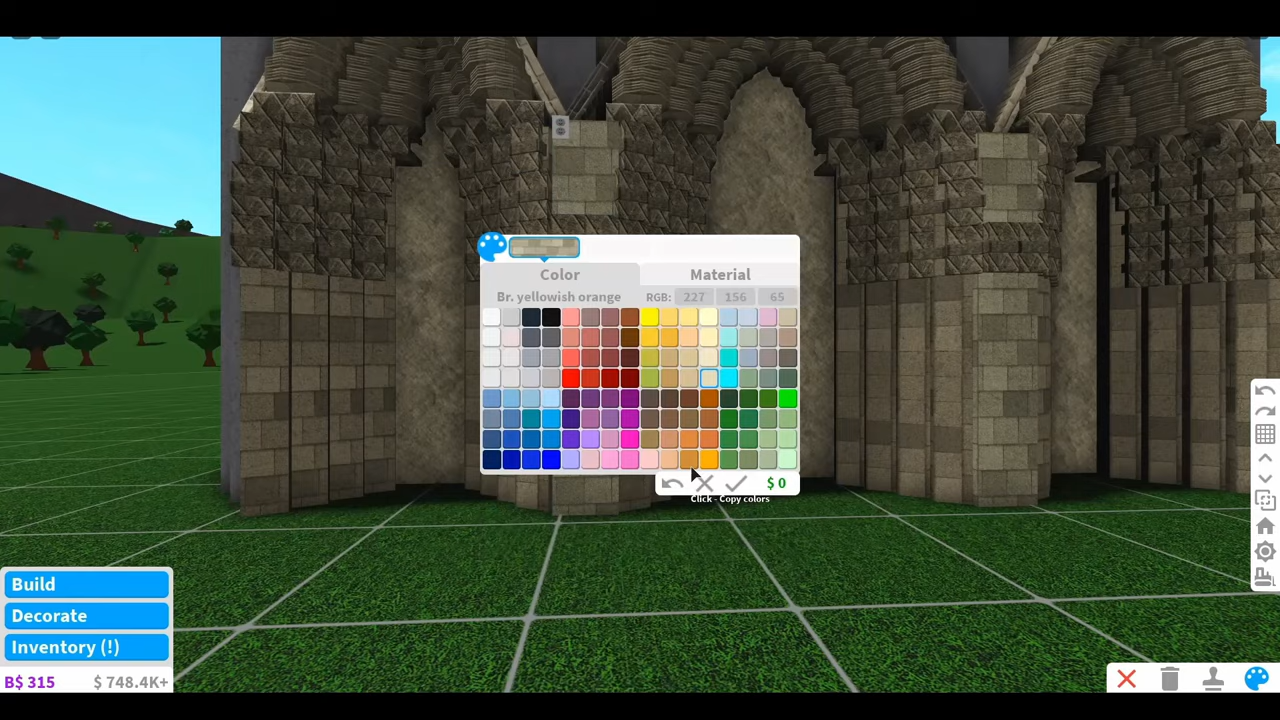 Color
Material
Br. yellowish orange
RGB: 227 156 65
$ 0
Click - Copy colors
Build
Decorate
Inventory (!)
B$ 315
$ 748.4K+